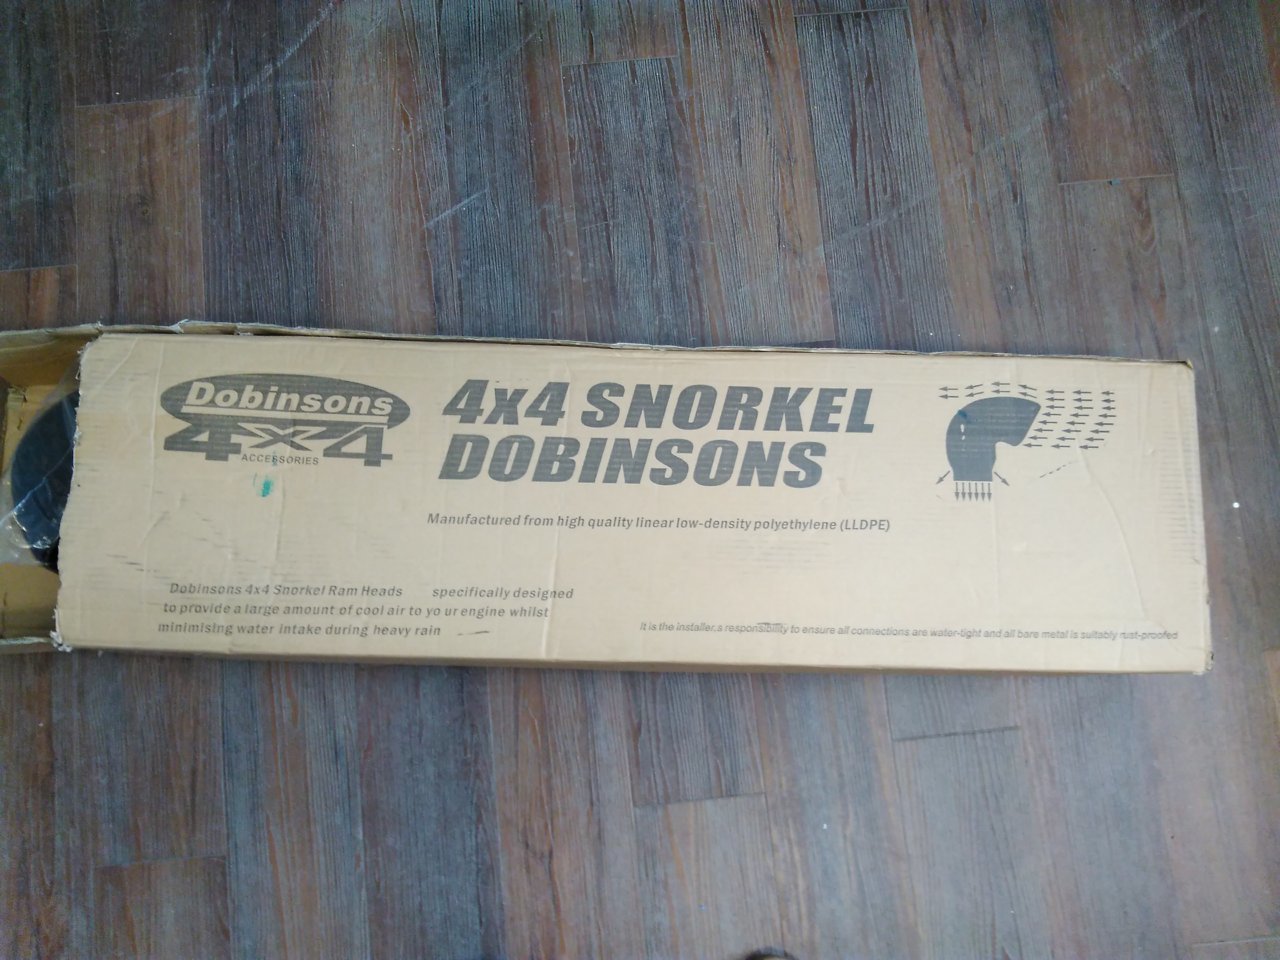 Dobinsons
4x4
ACCESSORIES
4x4 SNORKEL
DOBINSONS
Manufactured from high quality linear low-density polyethylene (LLDPE)
Dobinsons 4x4 Snorkel Ram Heads specifically designed
to provide a large amount of cool air to yo ur engine whilst
minimising water intake during heavy rain
It is the installer,s responsibility to ensure all connections are water-tight and all bare metal is suitably rust-proofed